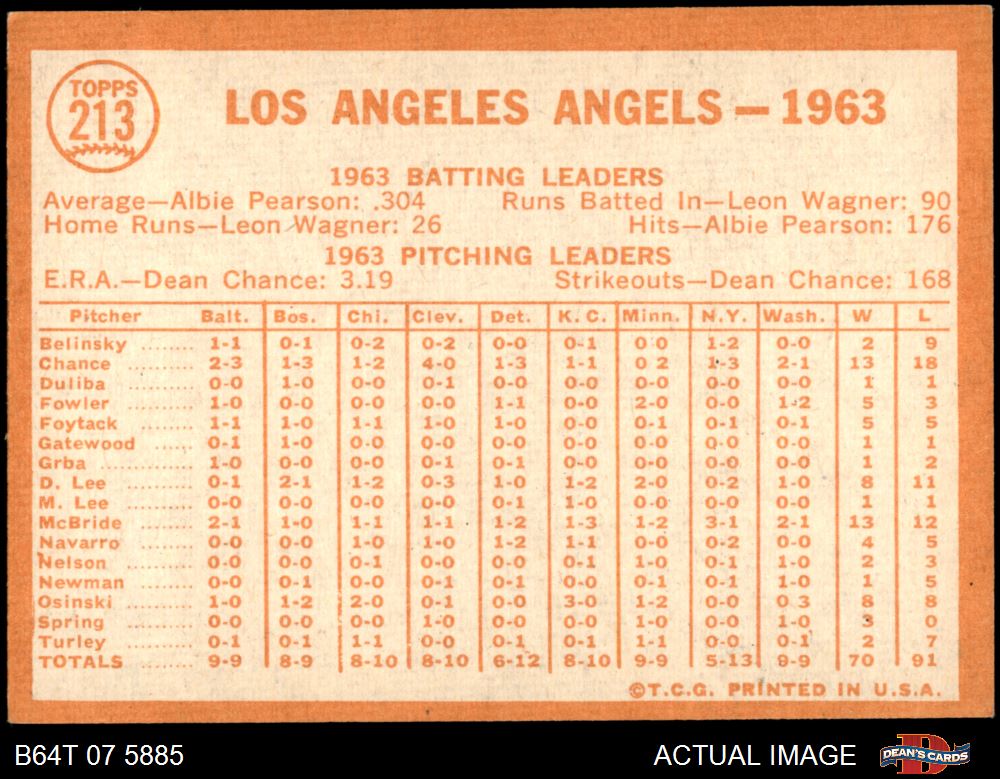 TOPPS
213
LOS ANGELES ANGELS — 1963
1963 BATTING LEADERS
Average—Albie Pearson: .304 Runs Batted In—Leon Wagner: 90
Home Runs—Leon Wagner: 26 Hits—Albie Pearson: 176
1963 PITCHING LEADERS
E.R.A.—Dean Chance: 3.19 Strikeouts—Dean Chance: 168
Pitcher Balt. Bos. Chi. Clev. Det. K.C. Minn. N.Y. Wash. W L
Belinsky ........ 1-1 0-1 0-2 0-2 0-0 0-1 0 0 1-2 0-0 2 9
Chance .......... 2-3 1-3 1-2 4-0 1-3 1-1 0 2 1-3 2-1 13 18
Duliba .......... 0-0 1-0 0-0 0-1 0-0 0-0 0-0 0-0 0-0 1 1
Fowler .......... 1-0 0-0 0-0 0-0 1-1 0-0 2-0 0-0 1-2 5 3
Foytack ......... 1-1 1-0 1-1 1-0 1-0 0-0 0-1 0-1 0-1 5 5
Gatewood ...... 0-1 1-0 0-0 0-0 0-0 0-0 0-0 0-0 0-0 1 1
Grba .............. 1-0 0-0 0-0 0-1 0-1 0-0 0-0 0-0 0-0 1 2
D. Lee ........... 0-1 2-1 1-2 0-3 1-0 1-2 2-0 0-2 1-0 8 11
M. Lee ........... 0-0 0-0 0-0 0-0 0-1 1-0 0-0 0-0 0-0 1 1
McBride ........ 2-1 1-0 1-1 1-1 1-2 1-3 1-2 3-1 2-1 13 12
Navarro ......... 0-0 0-0 1-0 1-0 1-2 1-1 0-0 0-2 0-0 4 5
Nelson .......... 0-0 0-0 0-1 0-0 0-0 0-1 1-0 0-1 1-0 2 3
Newman ........ 0-0 0-1 0-0 0-1 0-1 0-0 0-1 0-1 1-0 1 5
Osinski .......... 1-0 1-2 2-0 0-1 0-0 3-0 1-2 0-0 0 3 8 8
Spring ........... 0-0 0-0 0-0 1-0 0-0 0-0 1-0 0-0 1-0 3 0
Turley ........... 0-1 0-1 1-1 0-0 0-1 0-1 1-1 0-0 0-1 2 7
TOTALS ......... 9-9 8-9 8-10 8-10 6-12 8-10 9-9 5-13 9-9 70 91
©T.C.G. PRINTED IN U.S.A.
B64T 07 5885 ACTUAL IMAGE
D
DEAN'S CARDS